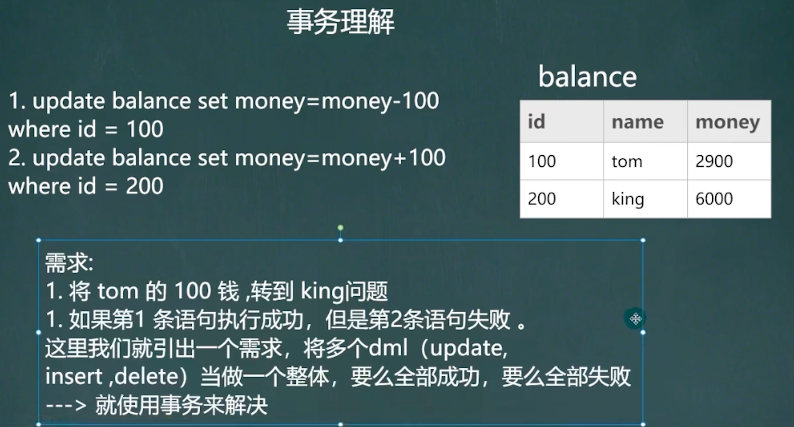 事务理解
1. update balance set money=money-100
where id = 100
2. update balance set money=money+100
where id = 200
balance
id name money
100 tom 2900
200 king 6000
需求:
1. 将 tom 的 100 钱 ,转到 king问题
1. 如果第1 条语句执行成功，但是第2条语句失败 。
这里我们就引出一个需求，将多个dml（update,
insert ,delete）当做一个整体，要么全部成功，要么全部失败
---> 就使用事务来解决